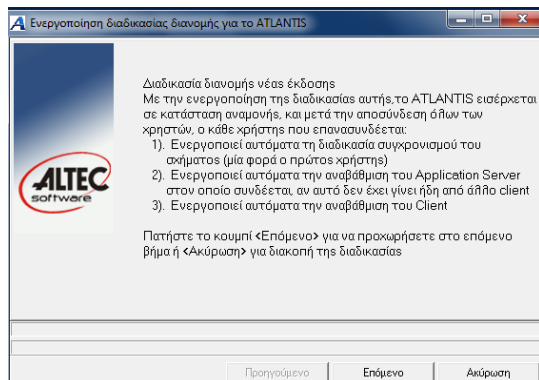 Ενεργοποίηση διαδικασίας διανομής για το ATLANTIS
Διαδικασία διανομής νέας έκδοσης
Με την ενεργοποίηση της διαδικασίας αυτής,το ATLANTIS εισέρχεται
σε κατάσταση αναμονής, και μετά την αποσύνδεση όλων των
χρηστών, ο κάθε χρήστης που επανασυνδέεται:
1). Ενεργοποιεί αυτόματα τη διαδικασία συγχρονισμού του
σχήματος (μία φορά ο πρώτος χρήστης)
2). Ενεργοποιεί αυτόματα την αναβάθμιση του Application Server
στον οποίο συνδέεται, αν αυτό δεν έχει γίνει ήδη από άλλο client
3). Ενεργοποιεί αυτόματα την αναβάθμιση του Client
ALTEC
software
Πατήστε το κουμπί <Επόμενο> για να προχωρήσετε στο επόμενο
βήμα ή <Ακύρωση> για διακοπή της διαδικασίας
Προηγούμενο Επόμενο Ακύρωση